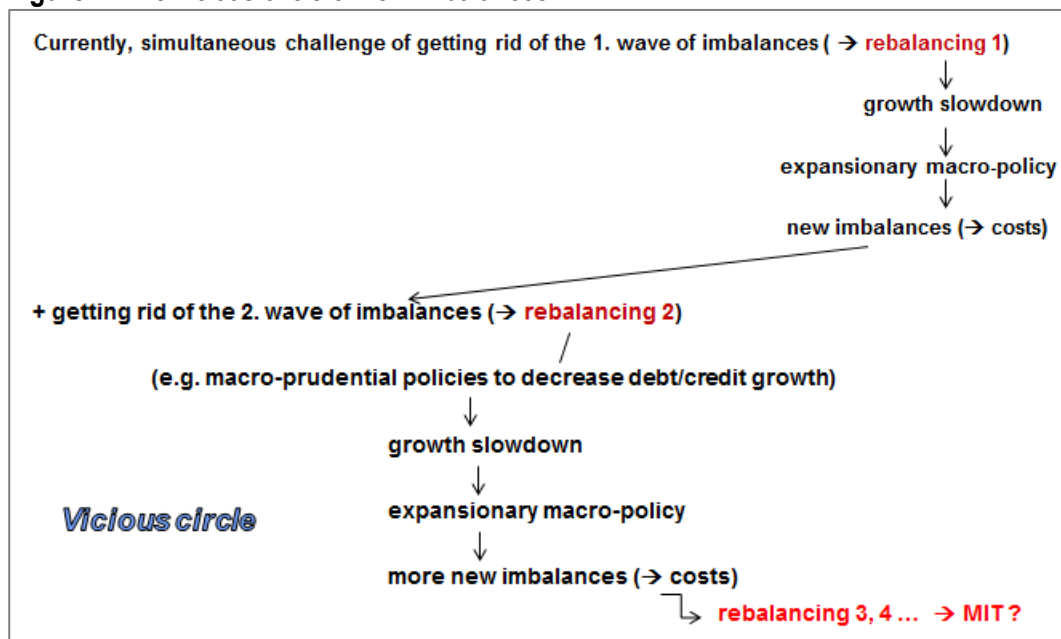 Currently, simultaneous challenge of getting rid of the 1. wave of imbalances ( → rebalancing 1)
growth slowdown
expansionary macro-policy
new imbalances (→ costs)
+ getting rid of the 2. wave of imbalances (→ rebalancing 2)
(e.g. macro-prudential policies to decrease debt/credit growth)
growth slowdown
Vicious circle
expansionary macro-policy
more new imbalances (→ costs)
rebalancing 3, 4 ... → MIT ?